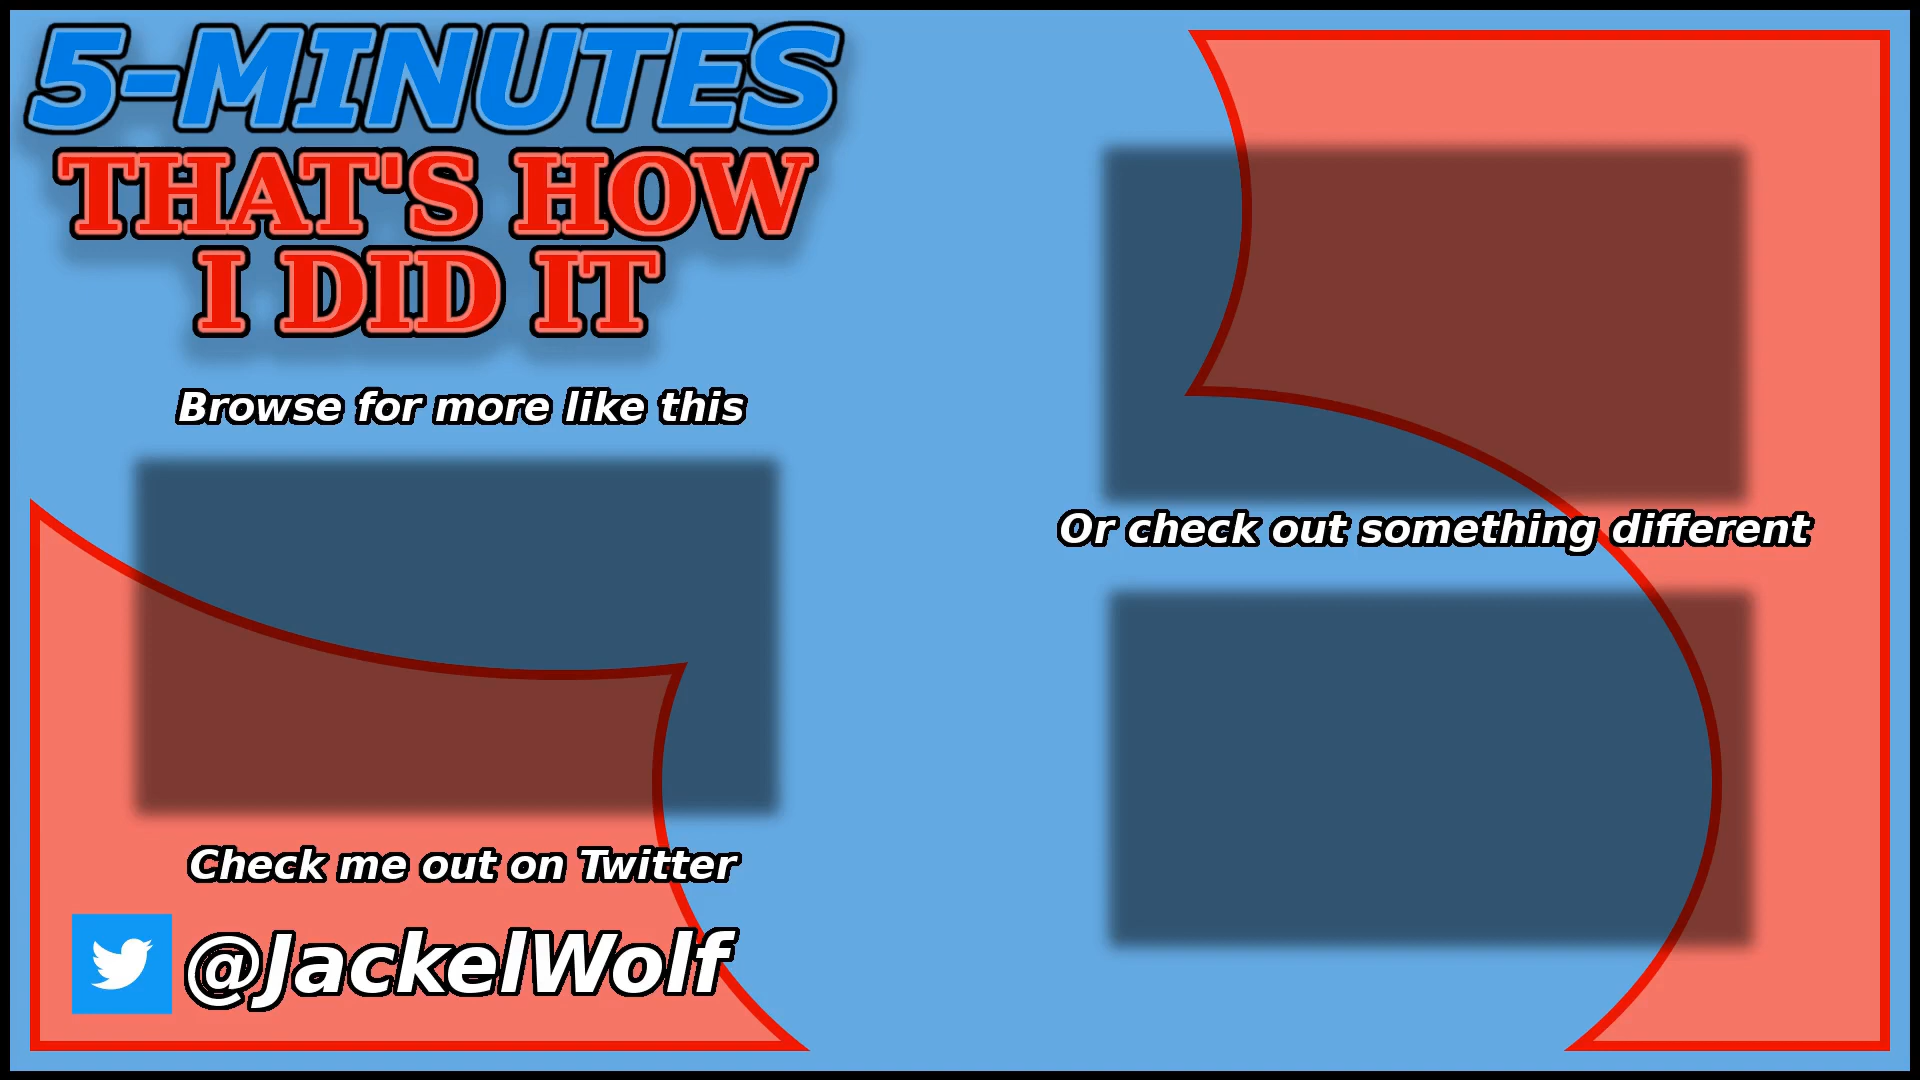 5-MINUTES
THAT'S HOW
I DID IT
Browse for more like this
Or check out something different
Check me out on Twitter
@JackelWolf